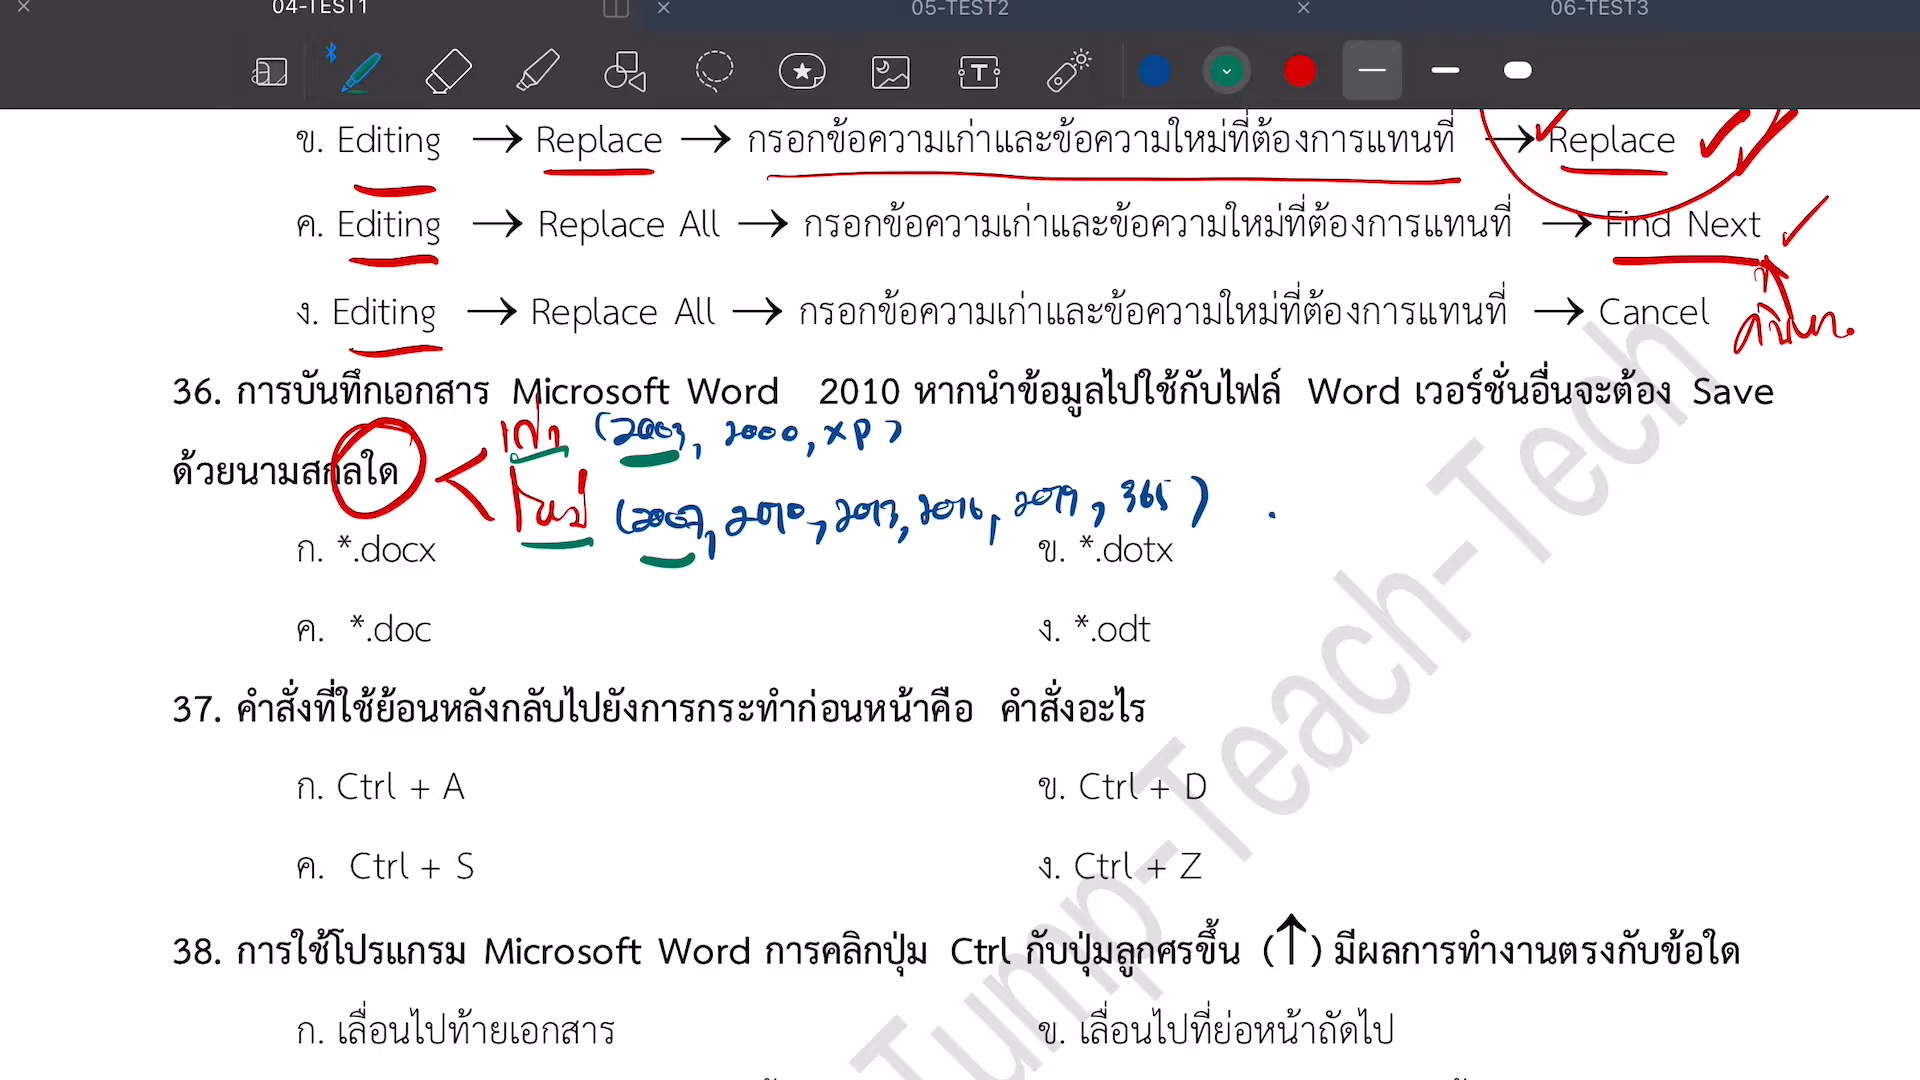 04-TEST1 05-TEST2 06-TEST3
ข. Editing → Replace → กรอกข้อความเก่าและข้อความใหม่ที่ต้องการแทนที่ → Replace
ค. Editing → Replace All → กรอกข้อความเก่าและข้อความใหม่ที่ต้องการแทนที่ → Find Next
ง. Editing → Replace All → กรอกข้อความเก่าและข้อความใหม่ที่ต้องการแทนที่ → Cancel
36. การบันทึกเอกสาร Microsoft Word 2010 หากนำข้อมูลไปใช้กับไฟล์ Word เวอร์ชั่นอื่นจะต้อง Save
เก่า (2003, 2000, XP)
ด้วยนามสกุลใด
ใหม่ (2007, 2010, 2013, 2016, 2019, 365)
ก. *.docx ข. *.dotx
ค. *.doc ง. *.odt
37. คำสั่งที่ใช้ย้อนหลังกลับไปยังการกระทำก่อนหน้าคือ คำสั่งอะไร
ก. Ctrl + A ข. Ctrl + D
ค. Ctrl + S ง. Ctrl + Z
38. การใช้โปรแกรม Microsoft Word การคลิกปุ่ม Ctrl กับปุ่มลูกศรขึ้น (↑) มีผลการทำงานตรงกับข้อใด
ก. เลื่อนไปท้ายเอกสาร ข. เลื่อนไปที่ย่อหน้าถัดไป
Tump-Teach-Tech